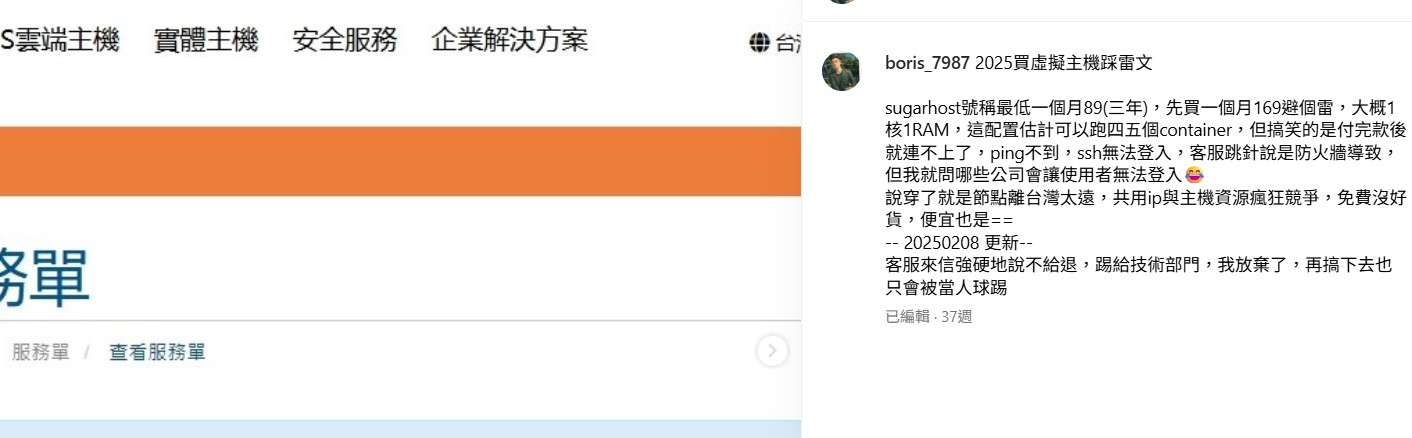 S雲端主機 實體主機 安全服務 企業解決方案 台
務單
服務單 / 查看服務單
boris_7987 2025買虛擬主機踩雷文
sugarhost號稱最低一個月89(三年)，先買一個月169避個雷，大概1
核1RAM，這配置估計可以跑四五個container，但搞笑的是付完款後
就連不上了，ping不到，ssh無法登入，客服跳針說是防火牆導致，
但我就問哪些公司會讓使用者無法登入😂
說穿了就是節點離台灣太遠，共用ip與主機資源瘋狂競爭，免費沒好
貨，便宜也是==
-- 20250208 更新--
客服來信強硬地說不給退，踢給技術部門，我放棄了，再搞下去也
只會被當人球踢
已編輯 · 37週